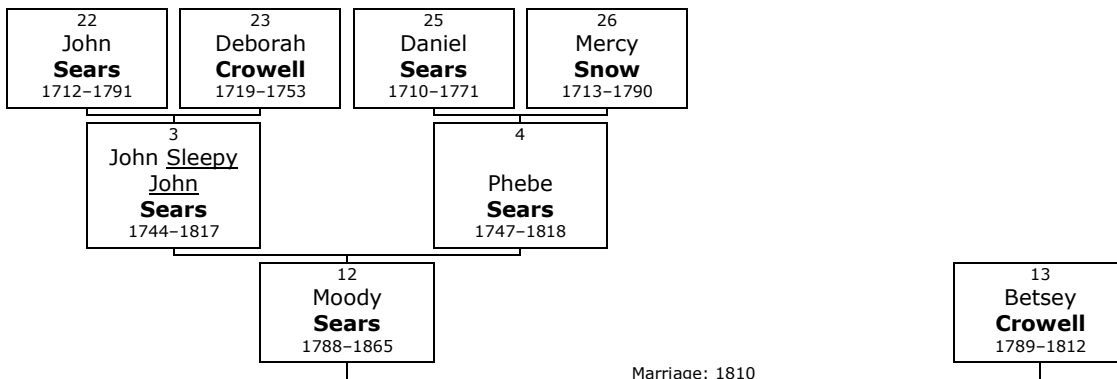 22
John
Sears
1712–1791
23
Deborah
Crowell
1719–1753
25
Daniel
Sears
1710–1771
26
Mercy
Snow
1713–1790
3
John Sleepy
John
Sears
1744–1817
4
Phebe
Sears
1747–1818
12
Moody
Sears
1788–1865
13
Betsey
Crowell
1789–1812
Marriage: 1810